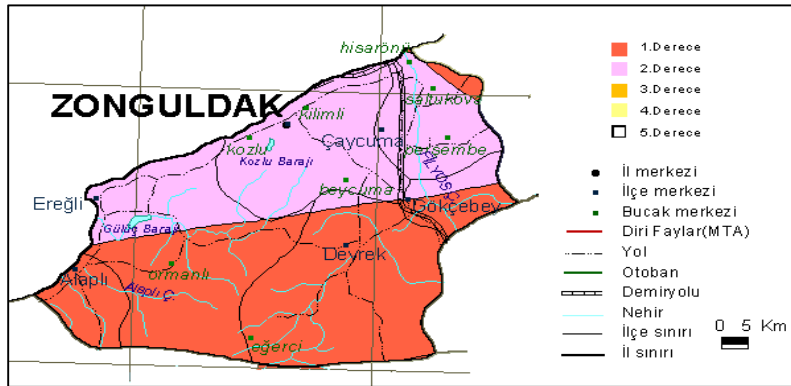 hisarönü
saltukova
ZONGULDAK
kilimli
Çaycuma
perşembe
kozlu
Kozlu Barajı
FİLYOS Ç.
beycuma
Ereğli
Gökçebey
Gülüç Barajı
Devrek
ormanlı
Alaplı
Alaplı Ç.
eğerci
1.Derece
2.Derece
3.Derece
4.Derece
5.Derece
İl merkezi
İlçe merkezi
Bucak merkezi
Diri Faylar(MTA)
Yol
Otoban
Demiryolu
Nehir
İlçe sınırı
İl sınırı
0 5 Km